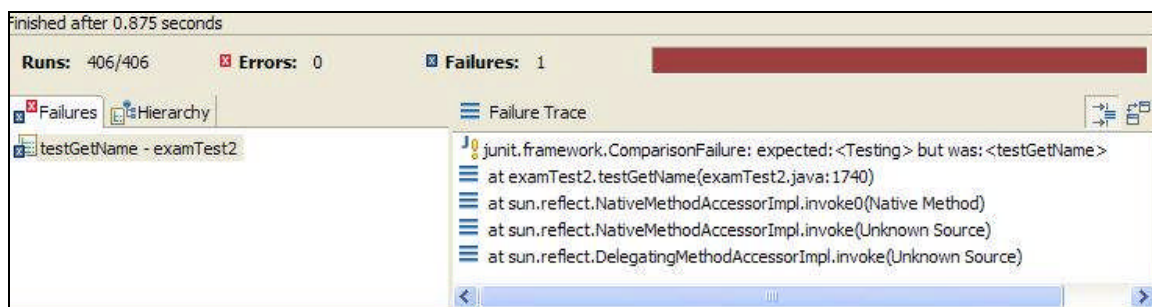 Finished after 0.875 seconds
Runs: 406/406 Errors: 0 Failures: 1
Failures Hierarchy
Failure Trace
testGetName - examTest2
junit.framework.ComparisonFailure: expected:<Testing> but was:<testGetName>
at examTest2.testGetName(examTest2.java:1740)
at sun.reflect.NativeMethodAccessorImpl.invoke0(Native Method)
at sun.reflect.NativeMethodAccessorImpl.invoke(Unknown Source)
at sun.reflect.DelegatingMethodAccessorImpl.invoke(Unknown Source)